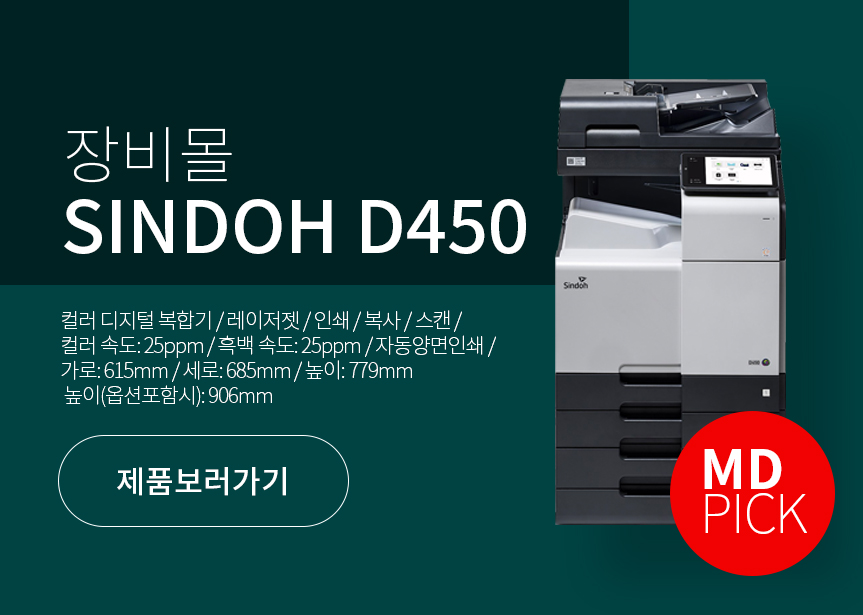 장비몰
SINDOH D450
컬러 디지털 복합기 / 레이저젯 / 인쇄 / 복사 / 스캔 /
컬러 속도: 25ppm / 흑백 속도: 25ppm / 자동양면인쇄 /
가로: 615mm / 세로: 685mm / 높이: 779mm
높이(옵션포함시): 906mm
제품보러가기
Sindoh
MD
PICK